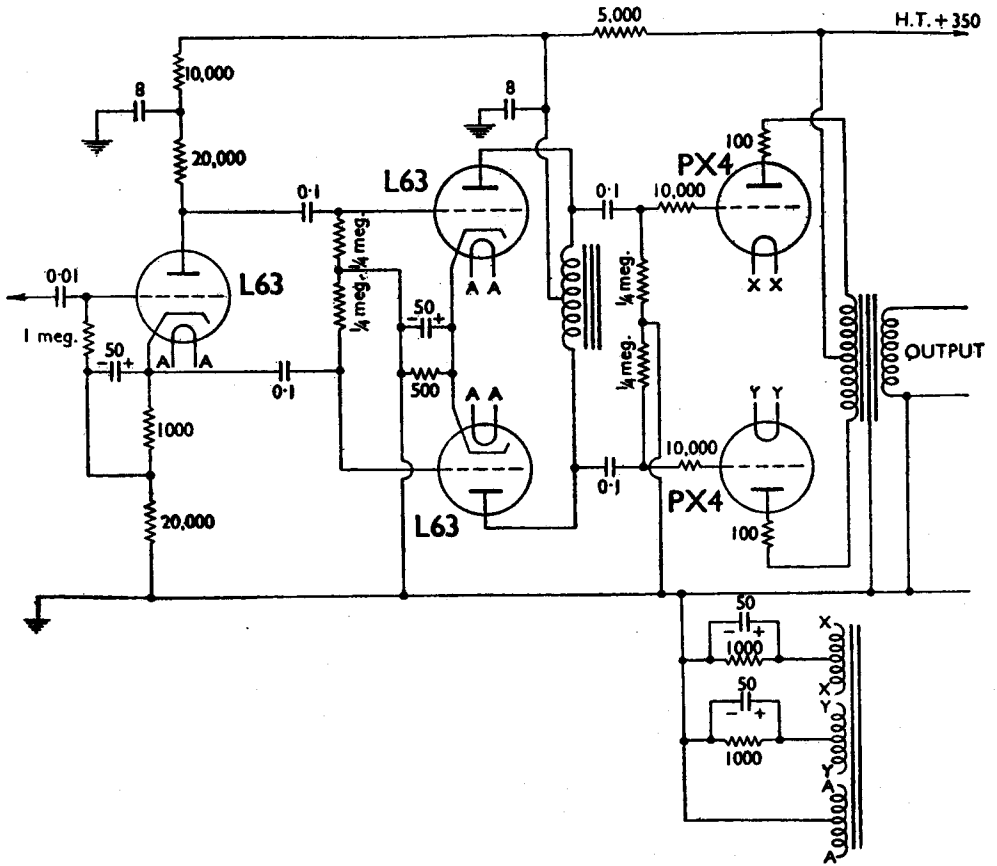 5,000
H.T.+350
10,000
8
8
20,000
100
PX4
L63
0·1
0·1
10,000
¼ meg.
¼ meg.
X X
A A
0·01
L63
1 meg.
-50+
A A
-50+
500
¼ meg.
¼ meg.
OUTPUT
0·1
A A
Y Y
1000
10,000
0·1
PX4
L63
100
20,000
50
- +
1000
X
X
50
- +
1000
Y
Y
A
A